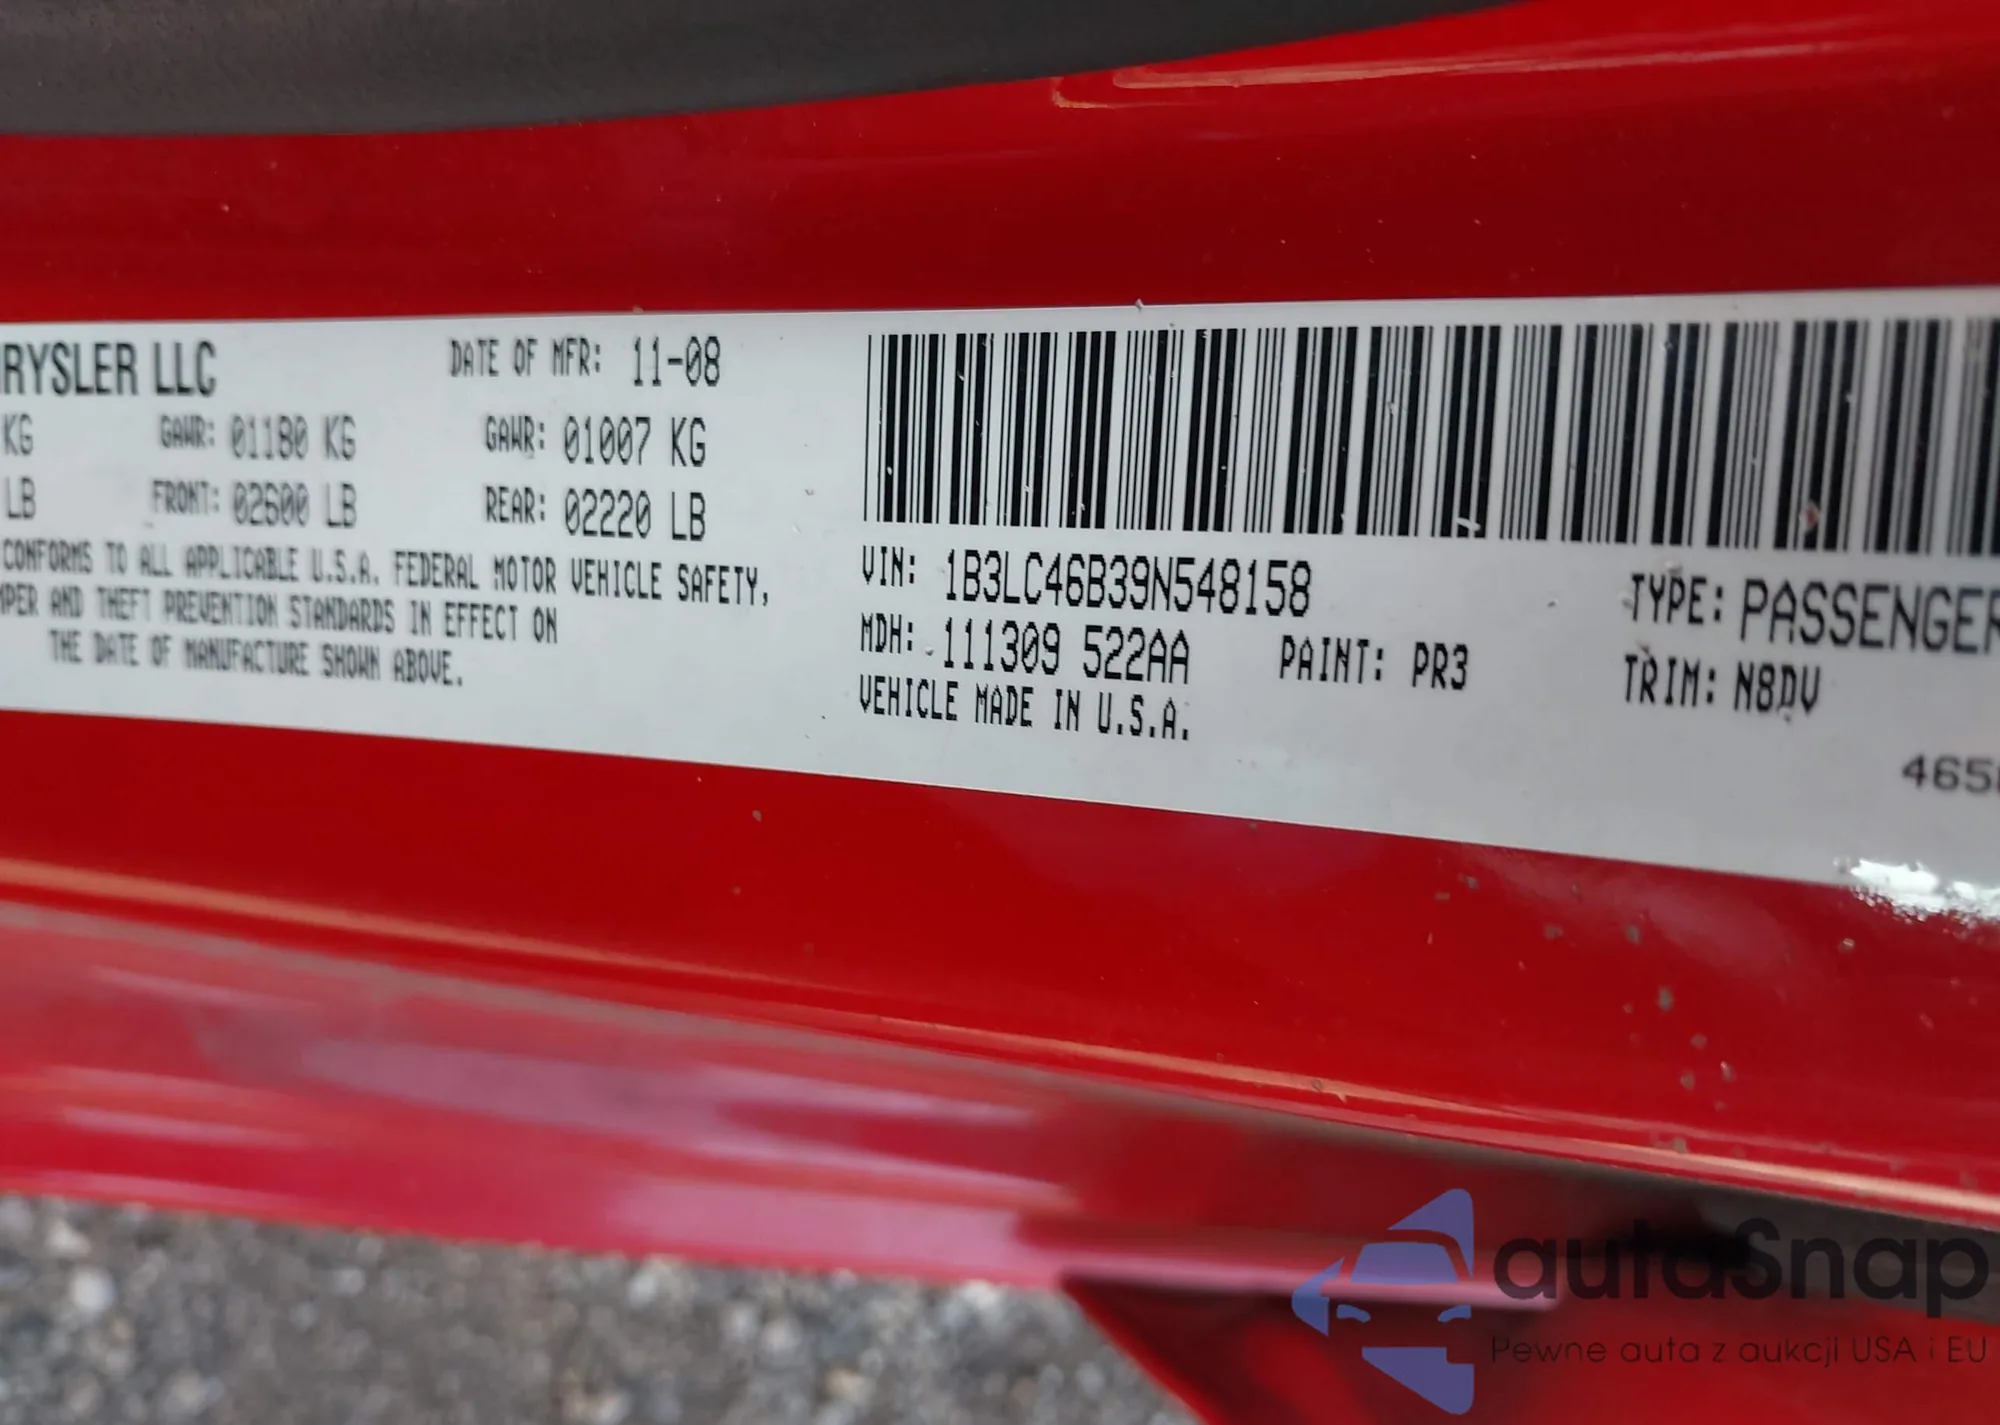 RYSLER LLC DATE OF MFR: 11-08
KG GAWR: 01180 KG GAWR: 01007 KG
LB FRONT: 02600 LB REAR: 02220 LB
CONFORMS TO ALL APPLICABLE U.S.A. FEDERAL MOTOR VEHICLE SAFETY,
MPER AND THEFT PREVENTION STANDARDS IN EFFECT ON
THE DATE OF MANUFACTURE SHOWN ABOVE.
VIN: 1B3LC46B39N548158 TYPE: PASSENGER
MDH: 111309 522AA PAINT: PR3 TRIM: N8DV
VEHICLE MADE IN U.S.A.
465
autaSnap
Pewne auta z aukcji USA i EU